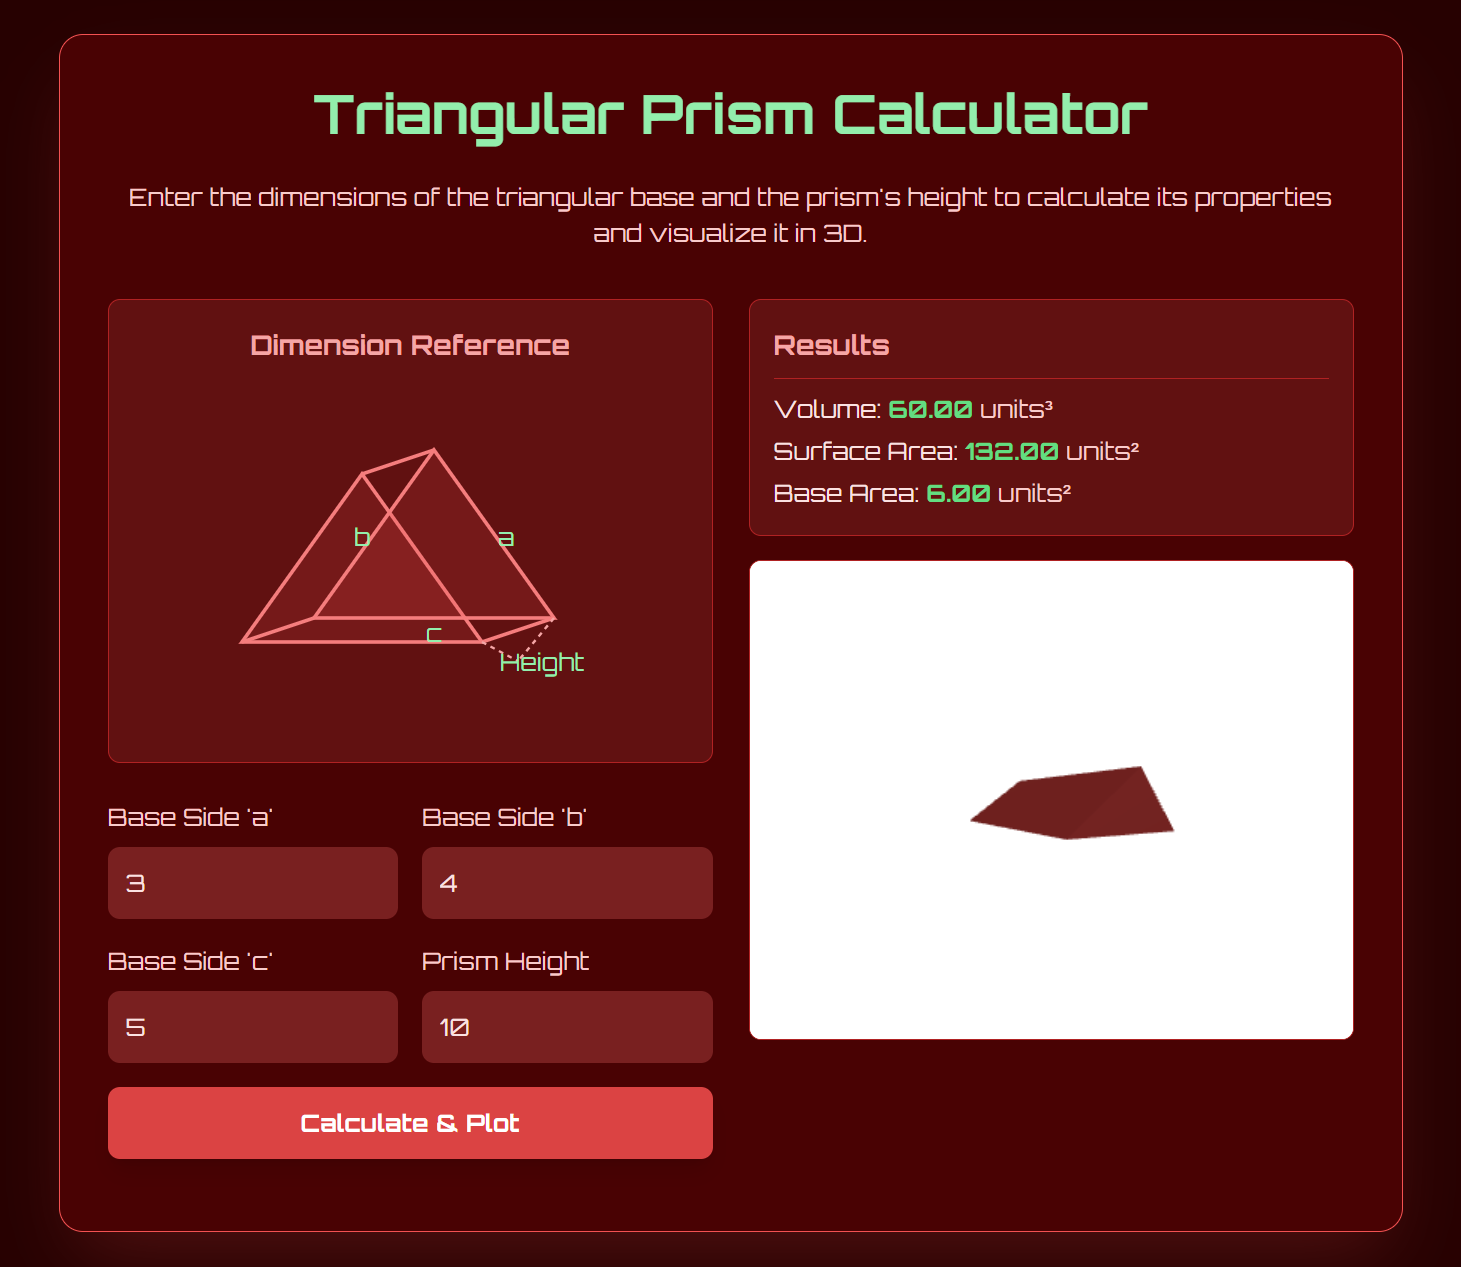 Triangular Prism Calculator
Enter the dimensions of the triangular base and the prism's height to calculate its properties
and visualize it in 3D.
Dimension Reference
b
a
c
Height
Base Side 'a'
Base Side 'b'
3
4
Base Side 'c'
Prism Height
5
10
Calculate & Plot
Results
Volume: 60.00 units³
Surface Area: 132.00 units²
Base Area: 6.00 units²